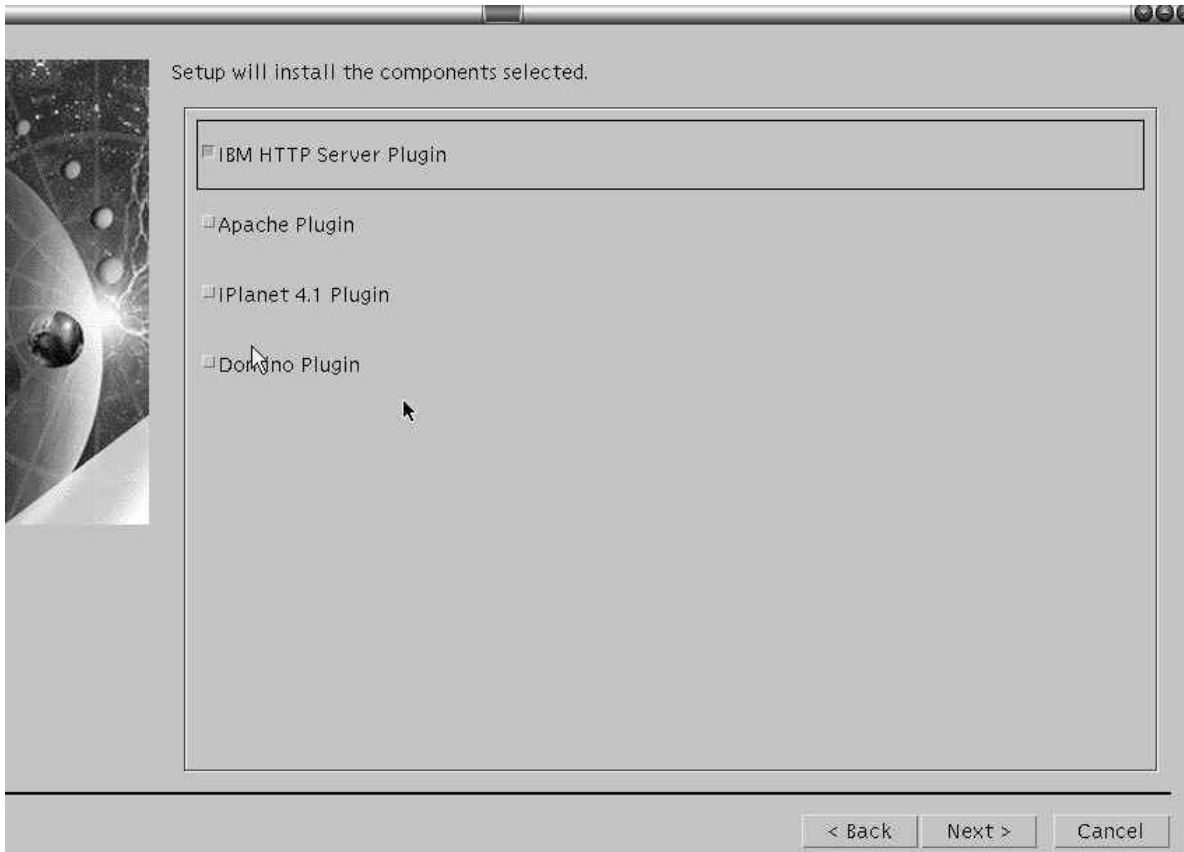 Setup will install the components selected.
IBM HTTP Server Plugin
Apache Plugin
IPlanet 4.1 Plugin
Domino Plugin
< Back
Next >
Cancel